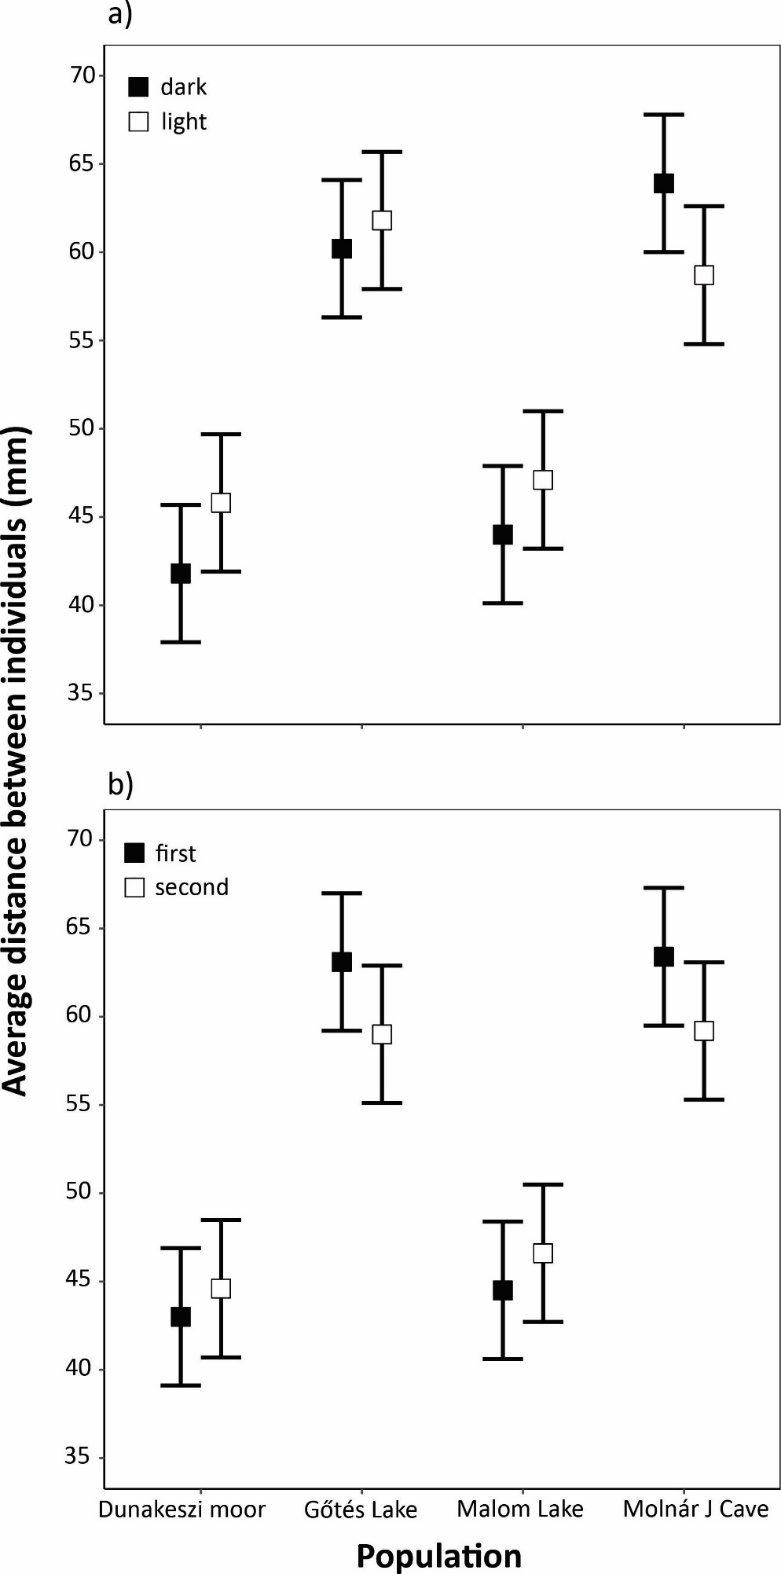 a)
70
dark
light
65
60
55
50
45
40
35
Average distance between individuals (mm)
b)
70
first
second
65
60
55
50
45
40
35
Dunakeszi moor Gőtés Lake Malom Lake Molnár J Cave
Population